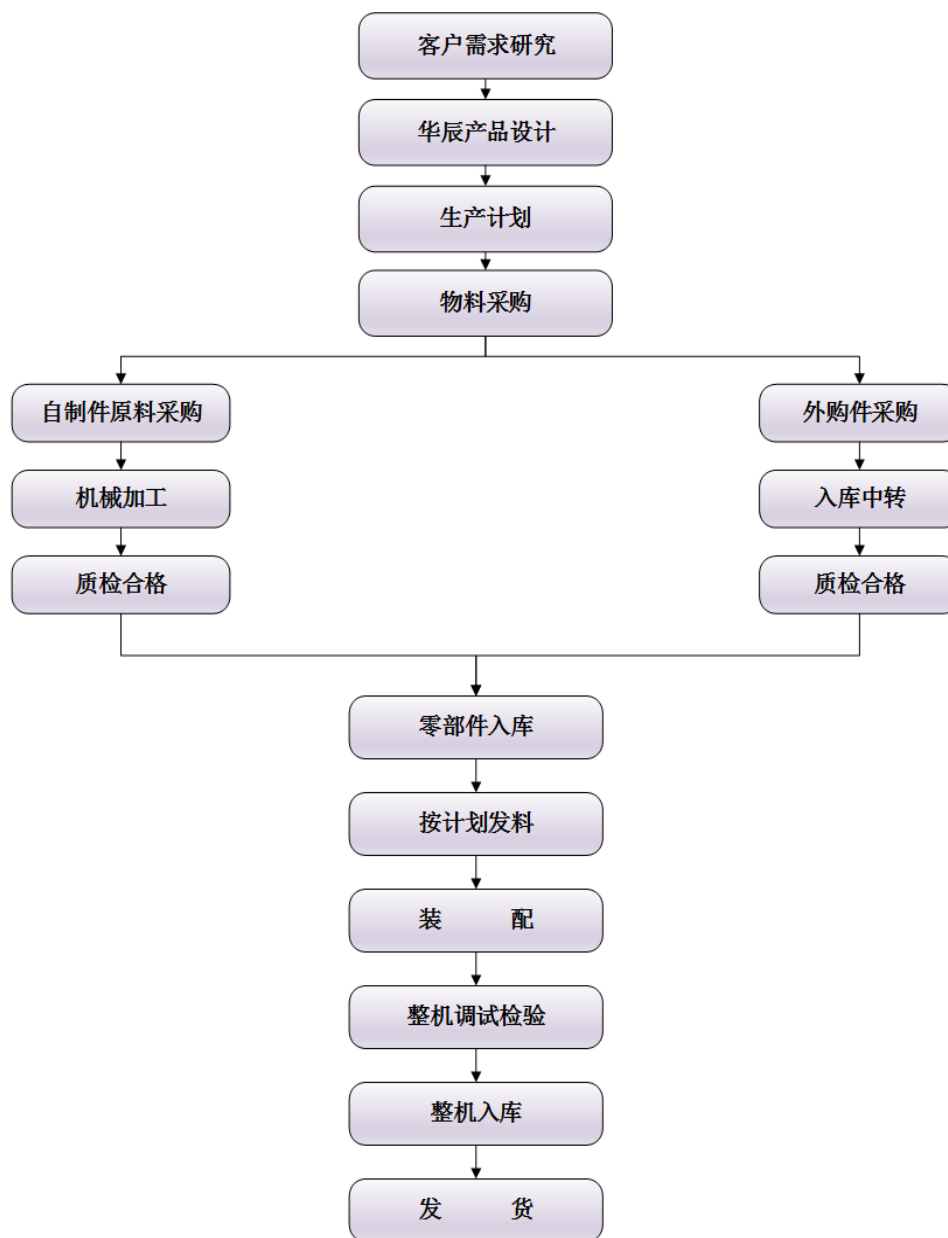 客户需求研究
华辰产品设计
生产计划
物料采购
自制件原料采购
外购件采购
机械加工
入库中转
质检合格
质检合格
零部件入库
按计划发料
装 配
整机调试检验
整机入库
发 货